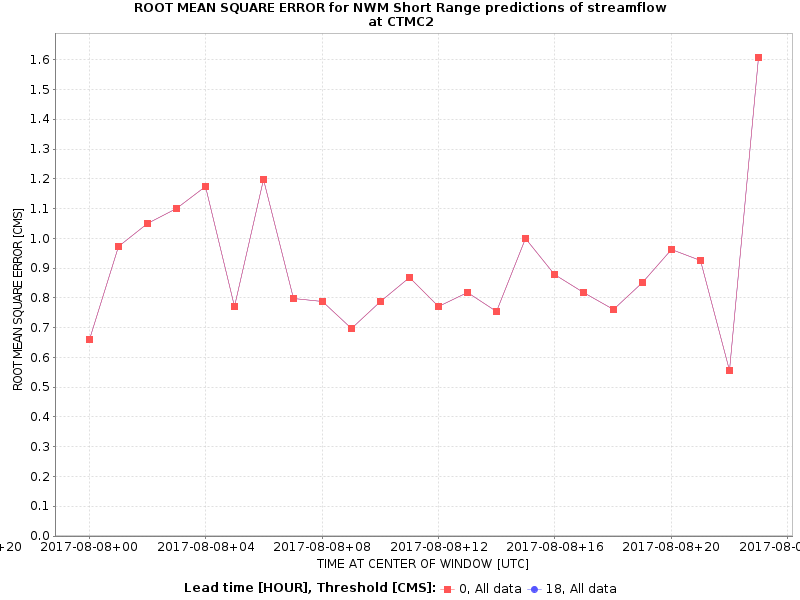 ROOT MEAN SQUARE ERROR for NWM Short Range predictions of streamflow
at CTMC2
ROOT MEAN SQUARE ERROR [CMS]
1.6
1.5
1.4
1.3
1.2
1.1
1.0
0.9
0.8
0.7
0.6
0.5
0.4
0.3
0.2
0.1
0.0
+20 2017-08-08+00 2017-08-08+04 2017-08-08+08 2017-08-08+12 2017-08-08+16 2017-08-08+20 2017-08-0
TIME AT CENTER OF WINDOW [UTC]
Lead time [HOUR], Threshold [CMS]: 0, All data 18, All data